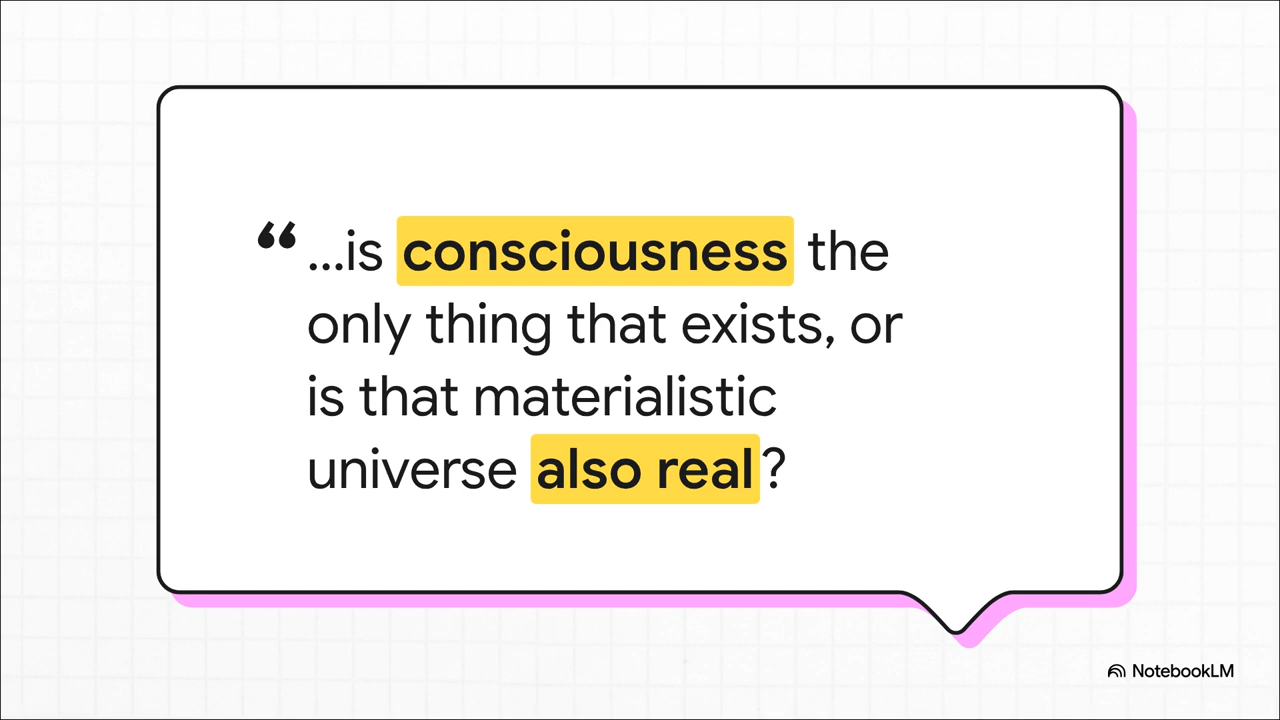 “ ...is consciousness the
only thing that exists, or
is that materialistic
universe also real?
NotebookLM